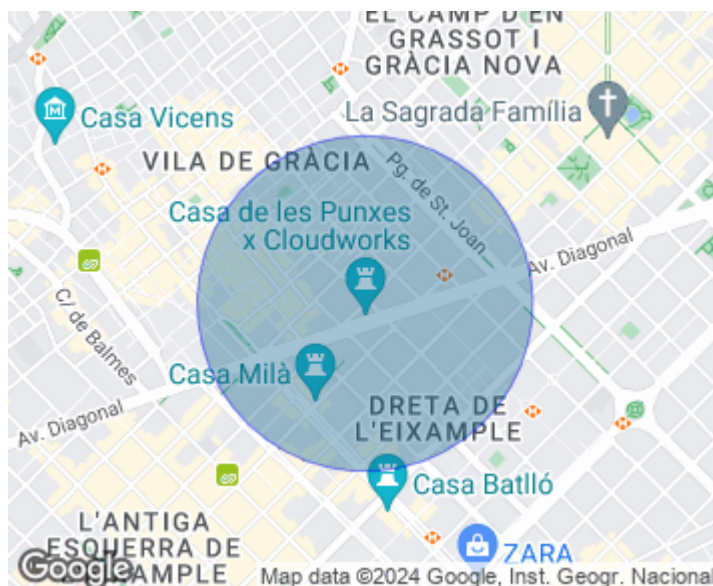 EL CAMP D'EN
GRASSOT I
GRÀCIA NOVA
La Sagrada Família
Casa Vicens
VILA DE GRÀCIA
Pg. de St. Joan
Casa de les Punxes
x Cloudworks
Av. Diagonal
C/ de Balmes
Casa Milà
DRETA DE
L'EIXAMPLE
Av. Diagonal
Casa Batlló
L'ANTIGA
ESQUERRA DE
ZARA
Google
Map data ©2024 Google, Inst. Geogr. Nacional